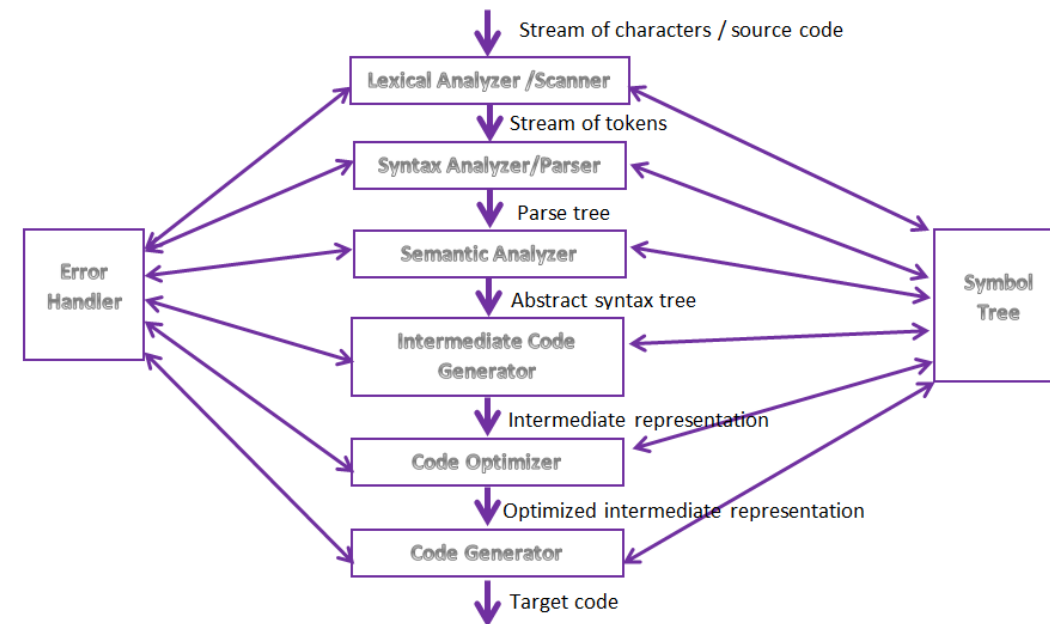 Stream of characters / source code
Lexical Analyzer /Scanner
Stream of tokens
Syntax Analyzer/Parser
Parse tree
Semantic Analyzer
Error
Handler
Symbol
Tree
Abstract syntax tree
Intermediate Code
Generator
Intermediate representation
Code Optimizer
Optimized intermediate representation
Code Generator
Target code